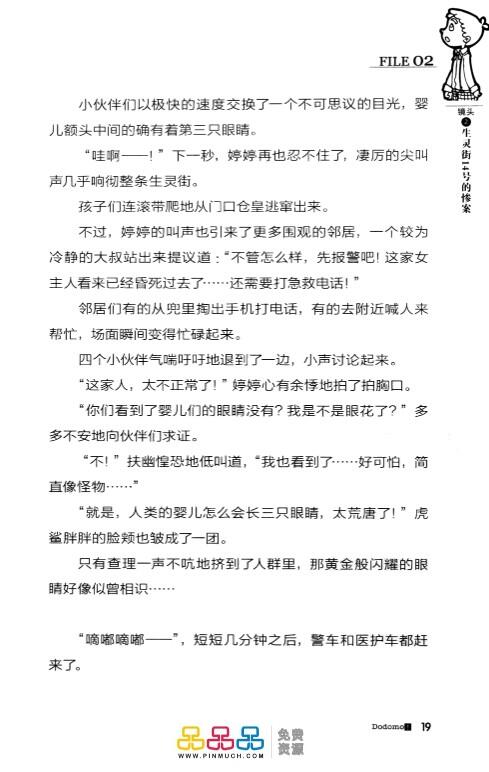 FILE 02
镜头
2
生灵街14号的惨案
小伙伴们以极快的速度交换了一个不可思议的目光，婴
儿额头中间的确有着第三只眼睛。
“哇啊——！”下一秒，婷婷再也忍不住了，凄厉的尖叫
声几乎响彻整条生灵街。
孩子们连滚带爬地从门口仓皇逃窜出来。
不过，婷婷的叫声也引来了更多围观的邻居，一个较为
冷静的大叔站出来提议道：“不管怎么样，先报警吧！这家女
主人看来已经昏死过去了……还需要打急救电话！”
邻居们有的从兜里掏出手机打电话，有的去附近喊人来
帮忙，场面瞬间变得忙碌起来。
四个小伙伴气喘吁吁地退到了一边，小声讨论起来。
“这家人，太不正常了！”婷婷心有余悸地拍了拍胸口。
“你们看到了婴儿们的眼睛没有？我是不是眼花了？”多
多不安地向伙伴们求证。
“不！”扶幽惶恐地低叫道，“我也看到了……好可怕，简
直像怪物……”
“就是，人类的婴儿怎么会长三只眼睛，太荒唐了！”虎
鲨胖胖的脸颊也皱成了一团。
只有查理一声不吭地挤到了人群里，那黄金般闪耀的眼
睛好像似曾相识……
“嘀嘟嘀嘟——”，短短几分钟之后，警车和医护车都赶
来了。
Dodomo 19
品品品 免费
资源
WWW.PINMUCH.COM